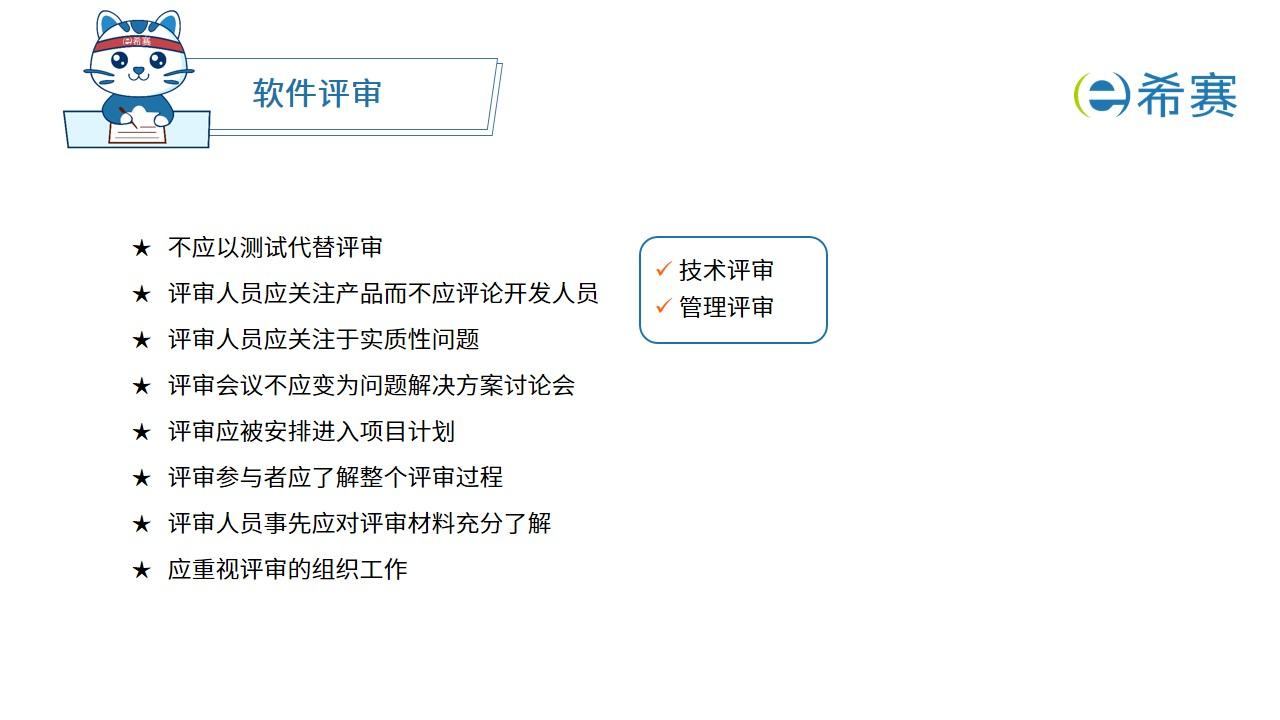 希赛
软件评审
希赛
★ 不应以测试代替评审
★ 评审人员应关注产品而不应评论开发人员
★ 评审人员应关注于实质性问题
★ 评审会议不应变为问题解决方案讨论会
★ 评审应被安排进入项目计划
★ 评审参与者应了解整个评审过程
★ 评审人员事先应对评审材料充分了解
★ 应重视评审的组织工作
✓ 技术评审
✓ 管理评审